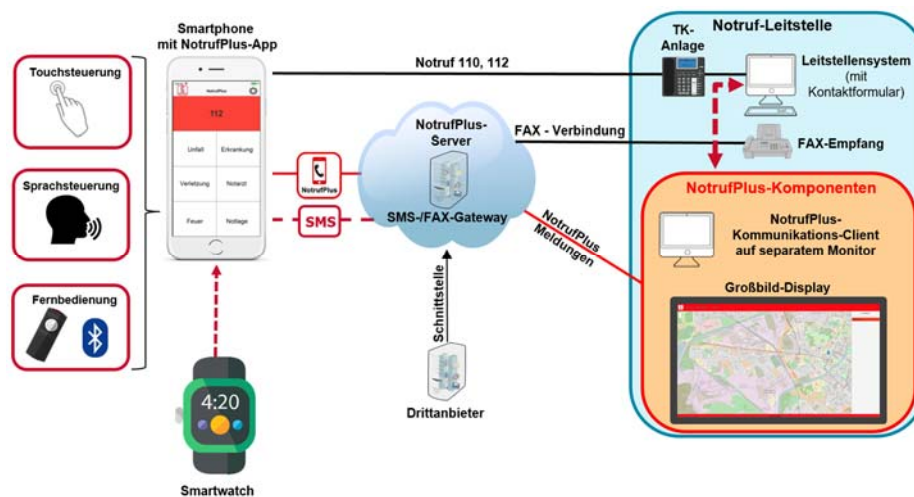 Smartphone
mit NotrufPlus-App
Touchsteuerung
Sprachsteuerung
Fernbedienung
NotrufPlus
112
Unfall
Erkrankung
Verletzung
Notarzt
Feuer
Notlage
4:20
Smartwatch
Notruf 110, 112
NotrufPlus
SMS
NotrufPlus-
Server
SMS-/FAX-Gateway
FAX - Verbindung
NotrufPlus
Meldungen
Schnittstelle
Drittanbieter
Notruf-Leitstelle
TK-
Anlage
Leitstellensystem
(mit
Kontaktformular)
FAX-Empfang
NotrufPlus-Komponenten
NotrufPlus-
Kommunikations-Client
auf separatem Monitor
Großbild-Display